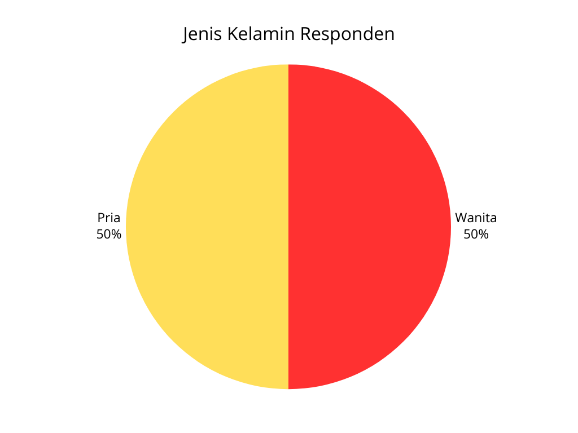 Jenis Kelamin Responden
Pria
50%
Wanita
50%